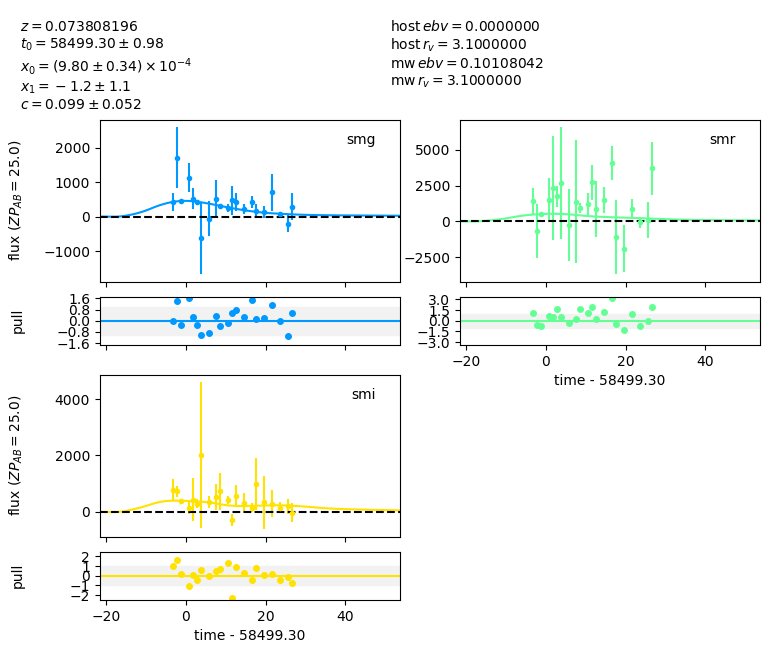 z = 0.073808196
t₀ = 58499.30 ± 0.98
x₀ = (9.80 ± 0.34) × 10⁻⁴
x₁ = −1.2 ± 1.1
c = 0.099 ± 0.052
host ebv = 0.0000000
host r_v = 3.1000000
mw ebv = 0.10108042
mw r_v = 3.1000000
smg
2000
1000
0
−1000
flux (ZP_AB = 25.0)
1.6
0.8
0.0
−0.8
−1.6
pull
smr
5000
2500
0
−2500
3.0
1.5
0.0
−1.5
−3.0
−20 0 20 40
time - 58499.30
smi
4000
2000
0
flux (ZP_AB = 25.0)
2
1
0
−1
−2
pull
−20 0 20 40
time - 58499.30